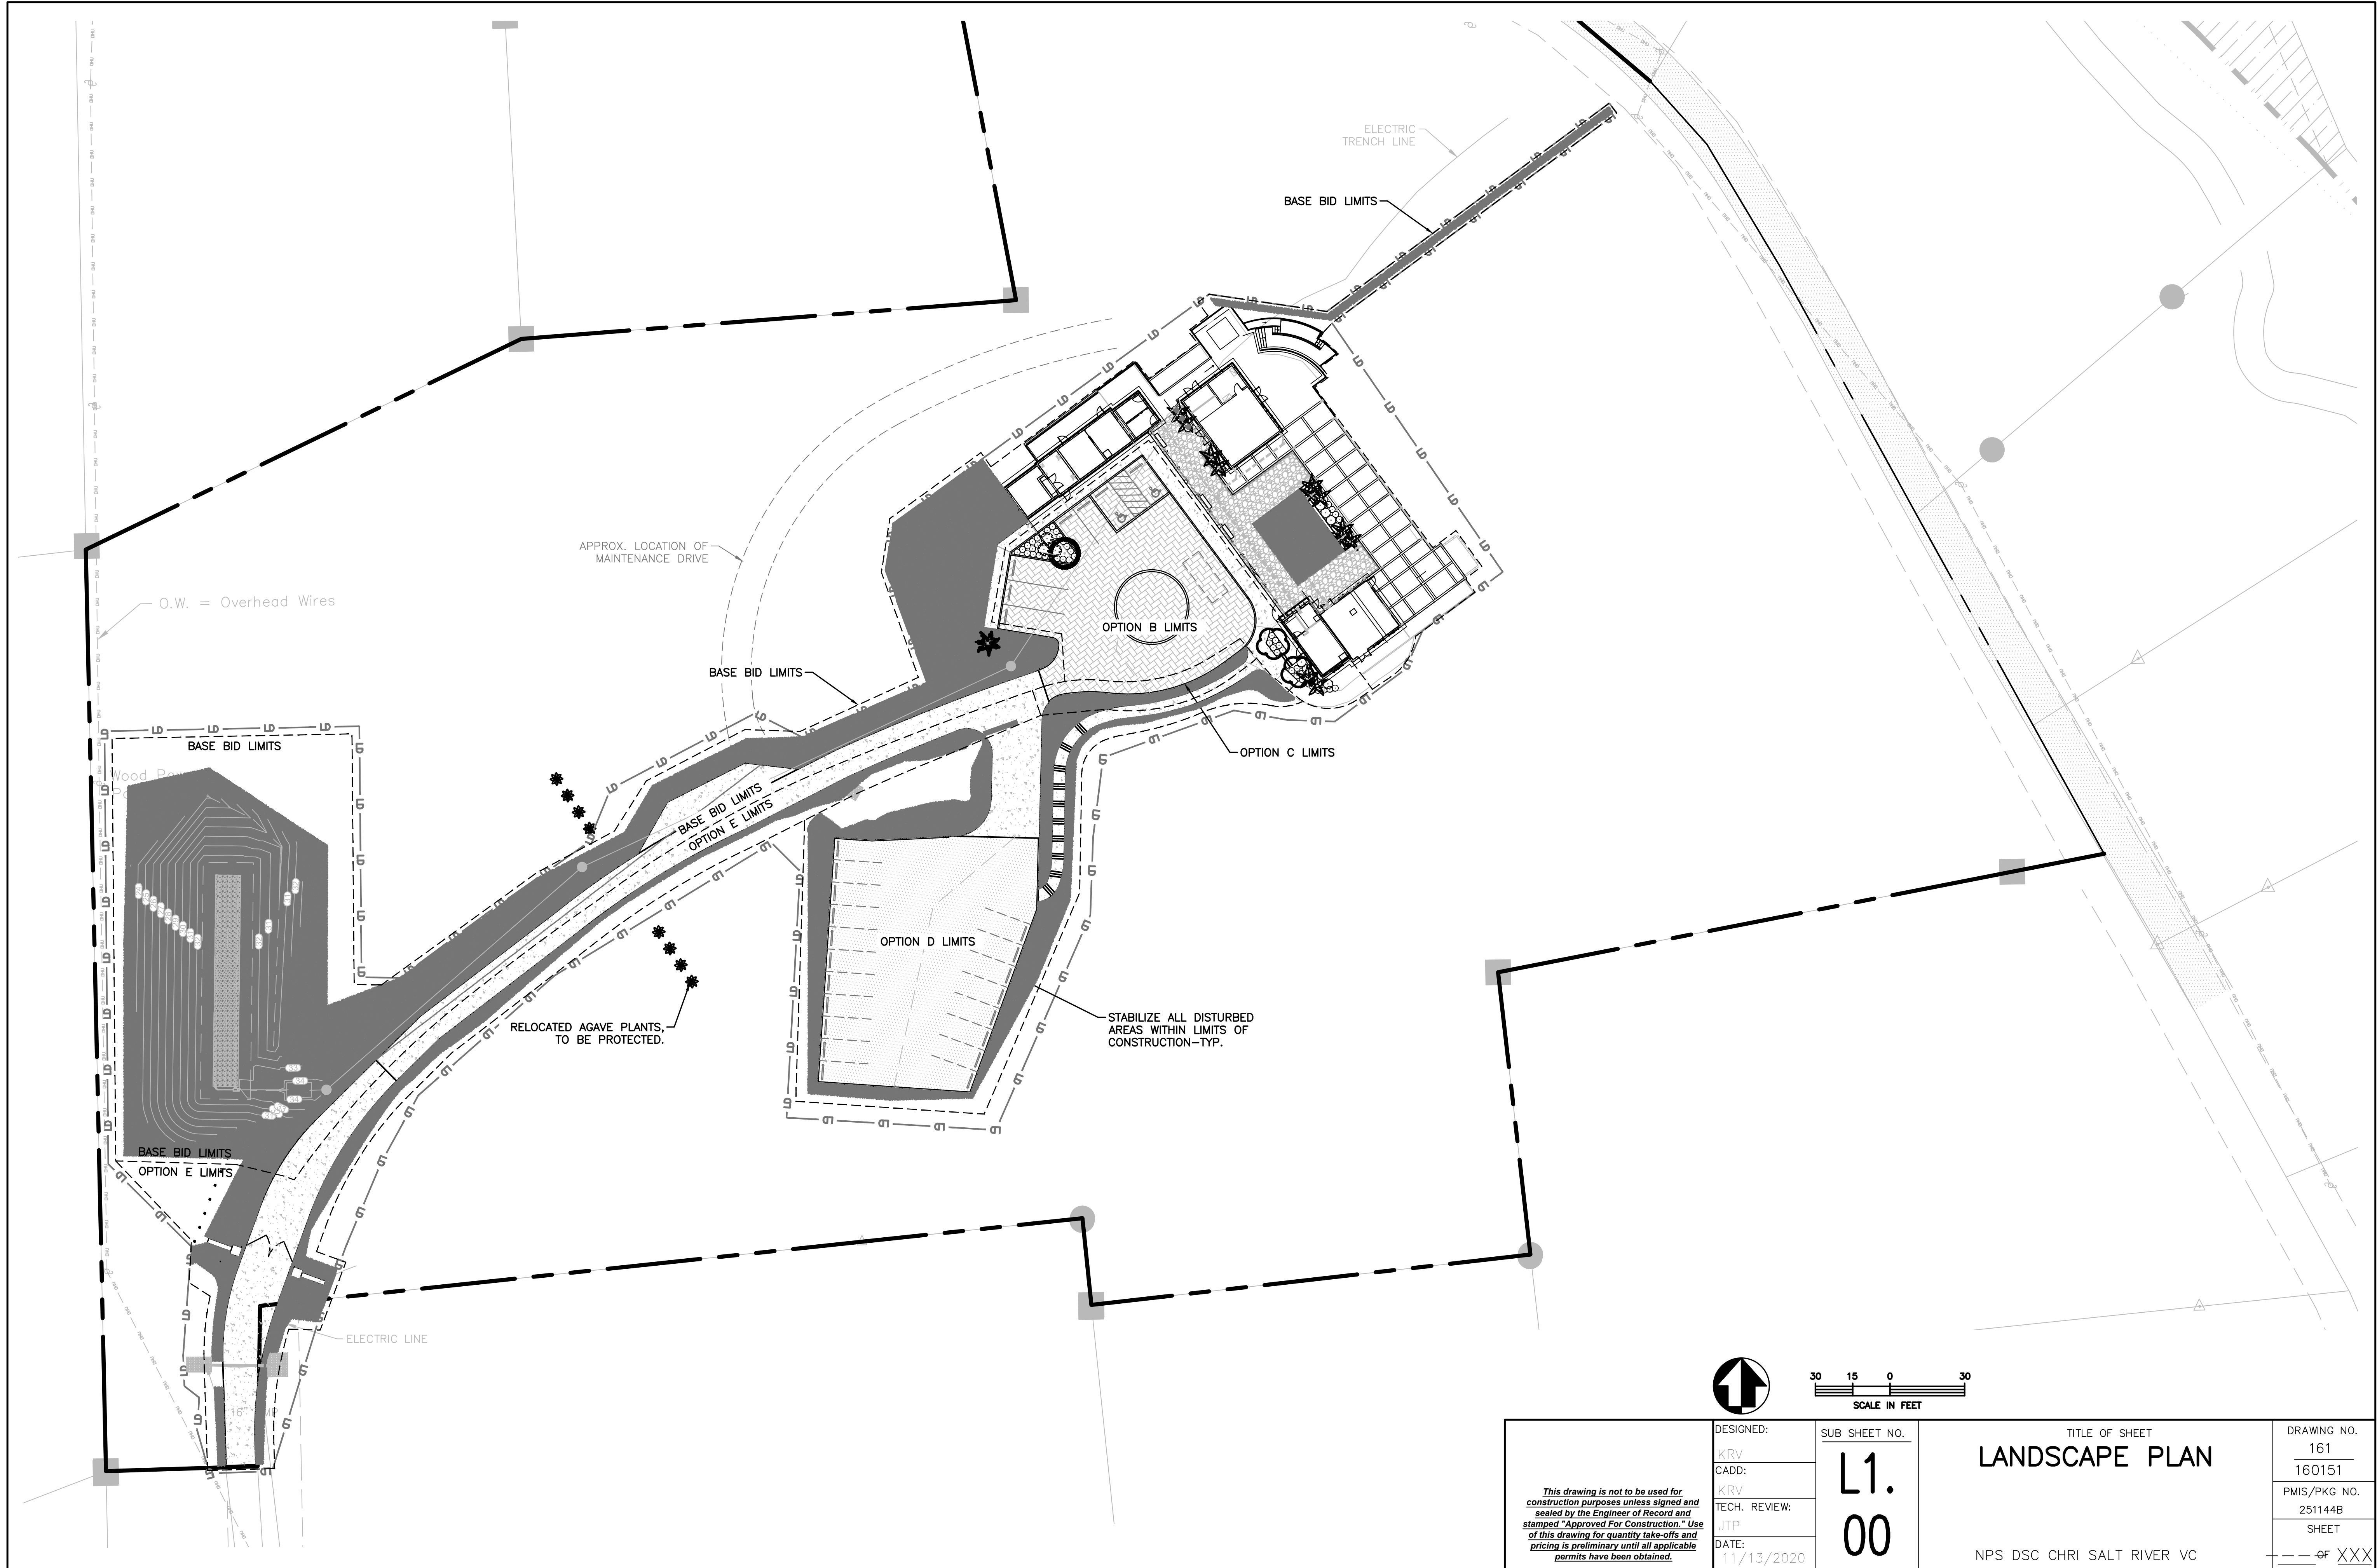 ELECTRIC
TRENCH LINE
BASE BID LIMITS
APPROX. LOCATION OF
MAINTENANCE DRIVE
O.W. = Overhead Wires
OPTION B LIMITS
BASE BID LIMITS
OPTION C LIMITS
BASE BID LIMITS
BASE BID LIMITS
OPTION E LIMITS
OPTION D LIMITS
RELOCATED AGAVE PLANTS,
TO BE PROTECTED.
STABILIZE ALL DISTURBED
AREAS WITHIN LIMITS OF
CONSTRUCTION-TYP.
33
34
34
BASE BID LIMITS
OPTION E LIMITS
ELECTRIC LINE
30 15 0 30
SCALE IN FEET
This drawing is not to be used for
construction purposes unless signed and
sealed by the Engineer of Record and
stamped "Approved For Construction." Use
of this drawing for quantity take-offs and
pricing is preliminary until all applicable
permits have been obtained.
DESIGNED:
KRV
CADD:
KRV
TECH. REVIEW:
JTP
DATE:
11/13/2020
SUB SHEET NO.
L1.
00
TITLE OF SHEET
LANDSCAPE PLAN
NPS DSC CHRI SALT RIVER VC
DRAWING NO.
161
160151
PMIS/PKG NO.
251144B
SHEET
OF XXX